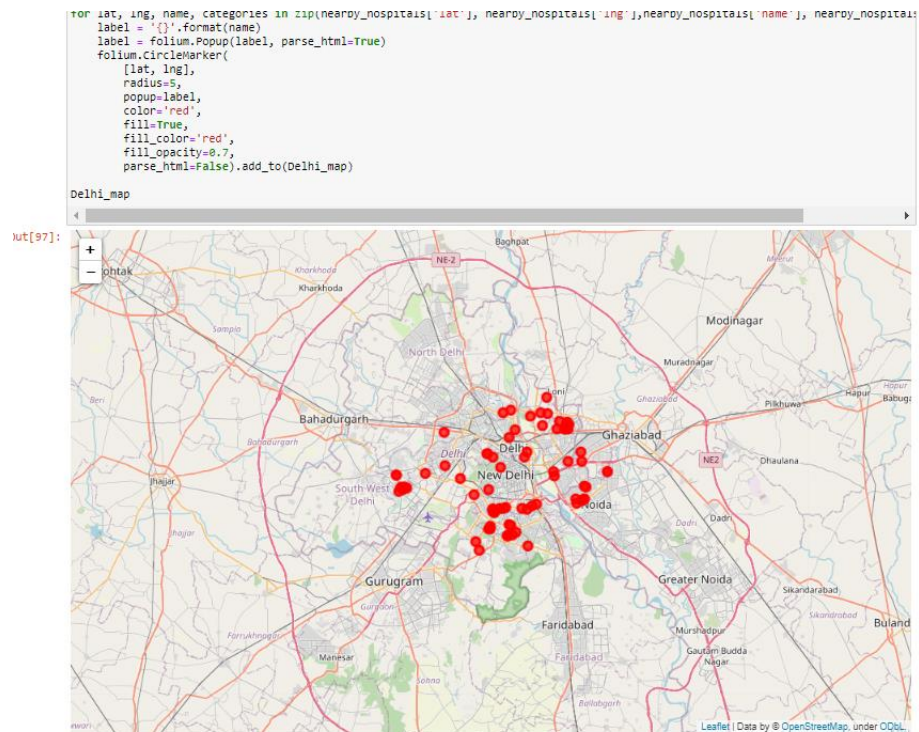 for lat, lng, name, categories in zip(nearby_hospitals['lat'], nearby_hospitals['lng'],nearby_hospitals['name'], nearby_hospitals
label = '{}'.format(name)
label = folium.Popup(label, parse_html=True)
folium.CircleMarker(
[lat, lng],
radius=5,
popup=label,
color='red',
fill=True,
fill_color='red',
fill_opacity=0.7,
parse_html=False).add_to(Delhi_map)
Delhi_map
Out[97]:
+
−
Baghpat
NE-2
Meerut
Kharkhoda
Kharkhoda
Sampla
Modinagar
North Delhi
Muradnagar
Loni
Ghaziabad
Hapur
Hapur
Beri
Pilkhuwa
Babug
Bahadurgarh
Ghaziabad
Delhi
Bahadurgarh
Delhi
NE2
Dhaulana
New Delhi
Jhajjar
South West
Delhi
Jhajjar
Noida
Dadri
Dadri
Gurugram
Greater Noida
Sikandarabad
Gurgaon
Sikandrabad
Faridabad
Buland
Farrukhnagar
Murshadpur
Manesar
Faridabad
Gautam Budda
Nagar
Sohna
Ballabgarh
Leaflet | Data by © OpenStreetMap, under ODbL.